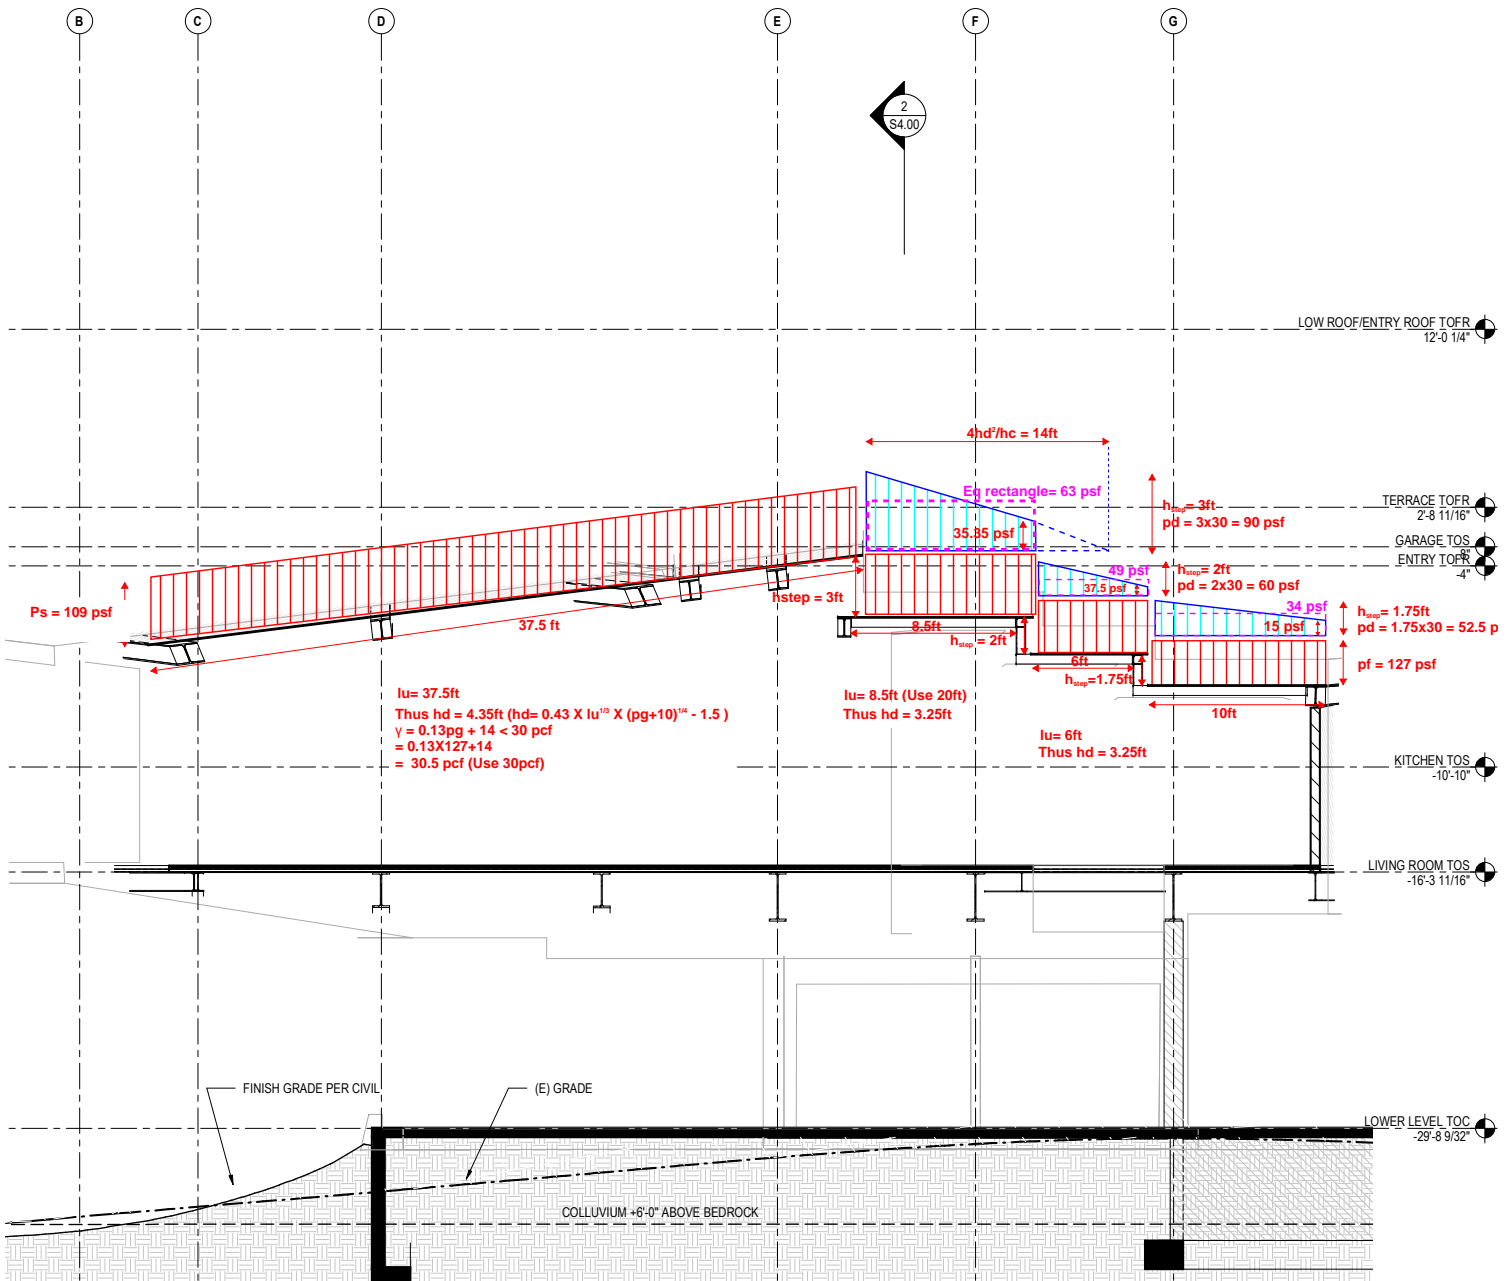 B
C
D
E
F
G
2
S4.00
LOW ROOF/ENTRY ROOF TOFR
12'-0 1/4"
4hd²/hc = 14ft
Eq rectangle= 63 psf
TERRACE TOFR
2'-8 11/16"
hstep= 3ft
pd = 3x30 = 90 psf
35.35 psf
GARAGE TOS
-8"
ENTRY TOFR
-4"
49 psf
hstep= 2ft
pd = 2x30 = 60 psf
37.5 psf
hstep = 3ft
Ps = 109 psf
34 psf
hstep = 1.75ft
15 psf
pd = 1.75x30 = 52.5 p
37.5 ft
8.5ft
hstep = 2ft
6ft
hstep=1.75ft
pf = 127 psf
10ft
lu= 37.5ft
Thus hd = 4.35ft (hd= 0.43 X lu¹/³ X (pg+10)¹/⁴ - 1.5 )
γ = 0.13pg + 14 < 30 pcf
= 0.13X127+14
= 30.5 pcf (Use 30pcf)
lu= 8.5ft (Use 20ft)
Thus hd = 3.25ft
lu= 6ft
Thus hd = 3.25ft
KITCHEN TOS
-10'-10"
LIVING ROOM TOS
-16'-3 11/16"
FINISH GRADE PER CIVIL
(E) GRADE
LOWER LEVEL TOC
-29'-8 9/32"
COLLUVIUM +6'-0" ABOVE BEDROCK